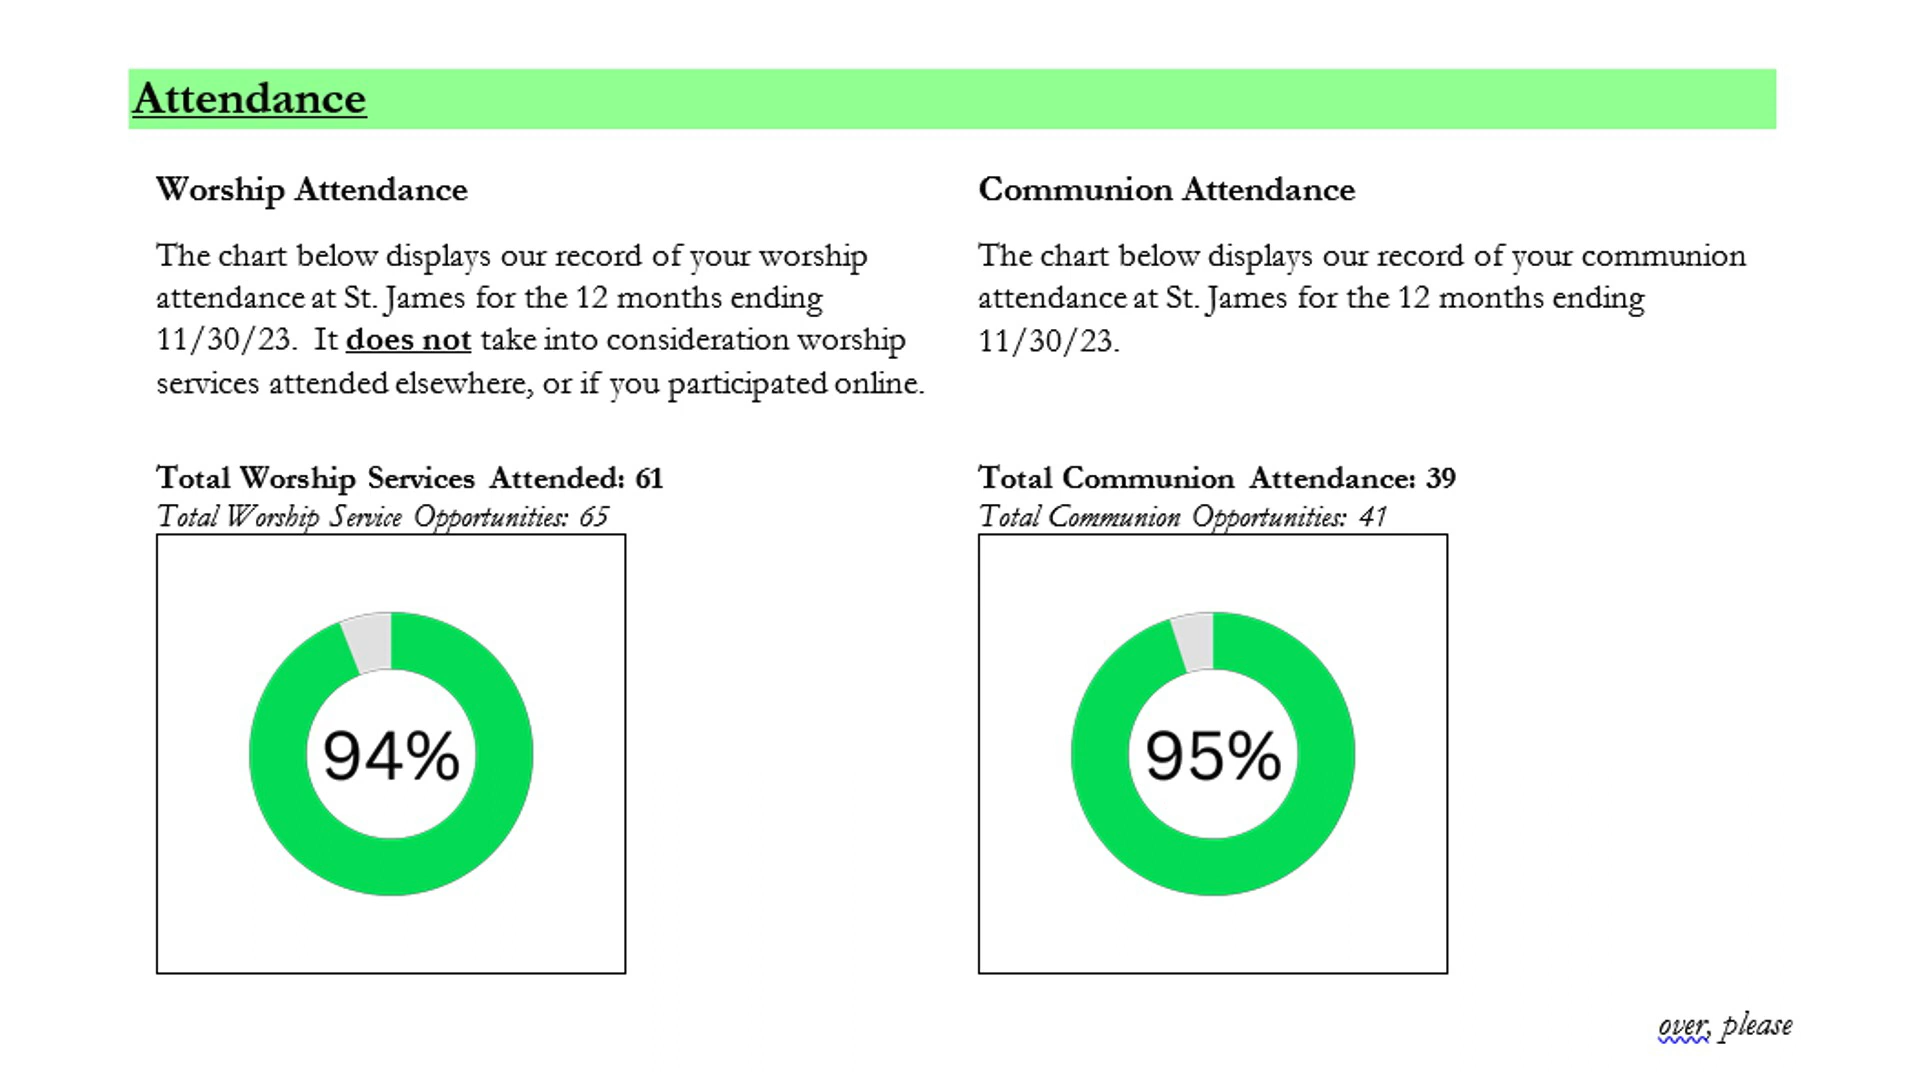 Attendance
Worship Attendance
The chart below displays our record of your worship
attendance at St. James for the 12 months ending
11/30/23. It does not take into consideration worship
services attended elsewhere, or if you participated online.
Total Worship Services Attended: 61
Total Worship Service Opportunities: 65
94%
Communion Attendance
The chart below displays our record of your communion
attendance at St. James for the 12 months ending
11/30/23.
Total Communion Attendance: 39
Total Communion Opportunities: 41
95%
over, please